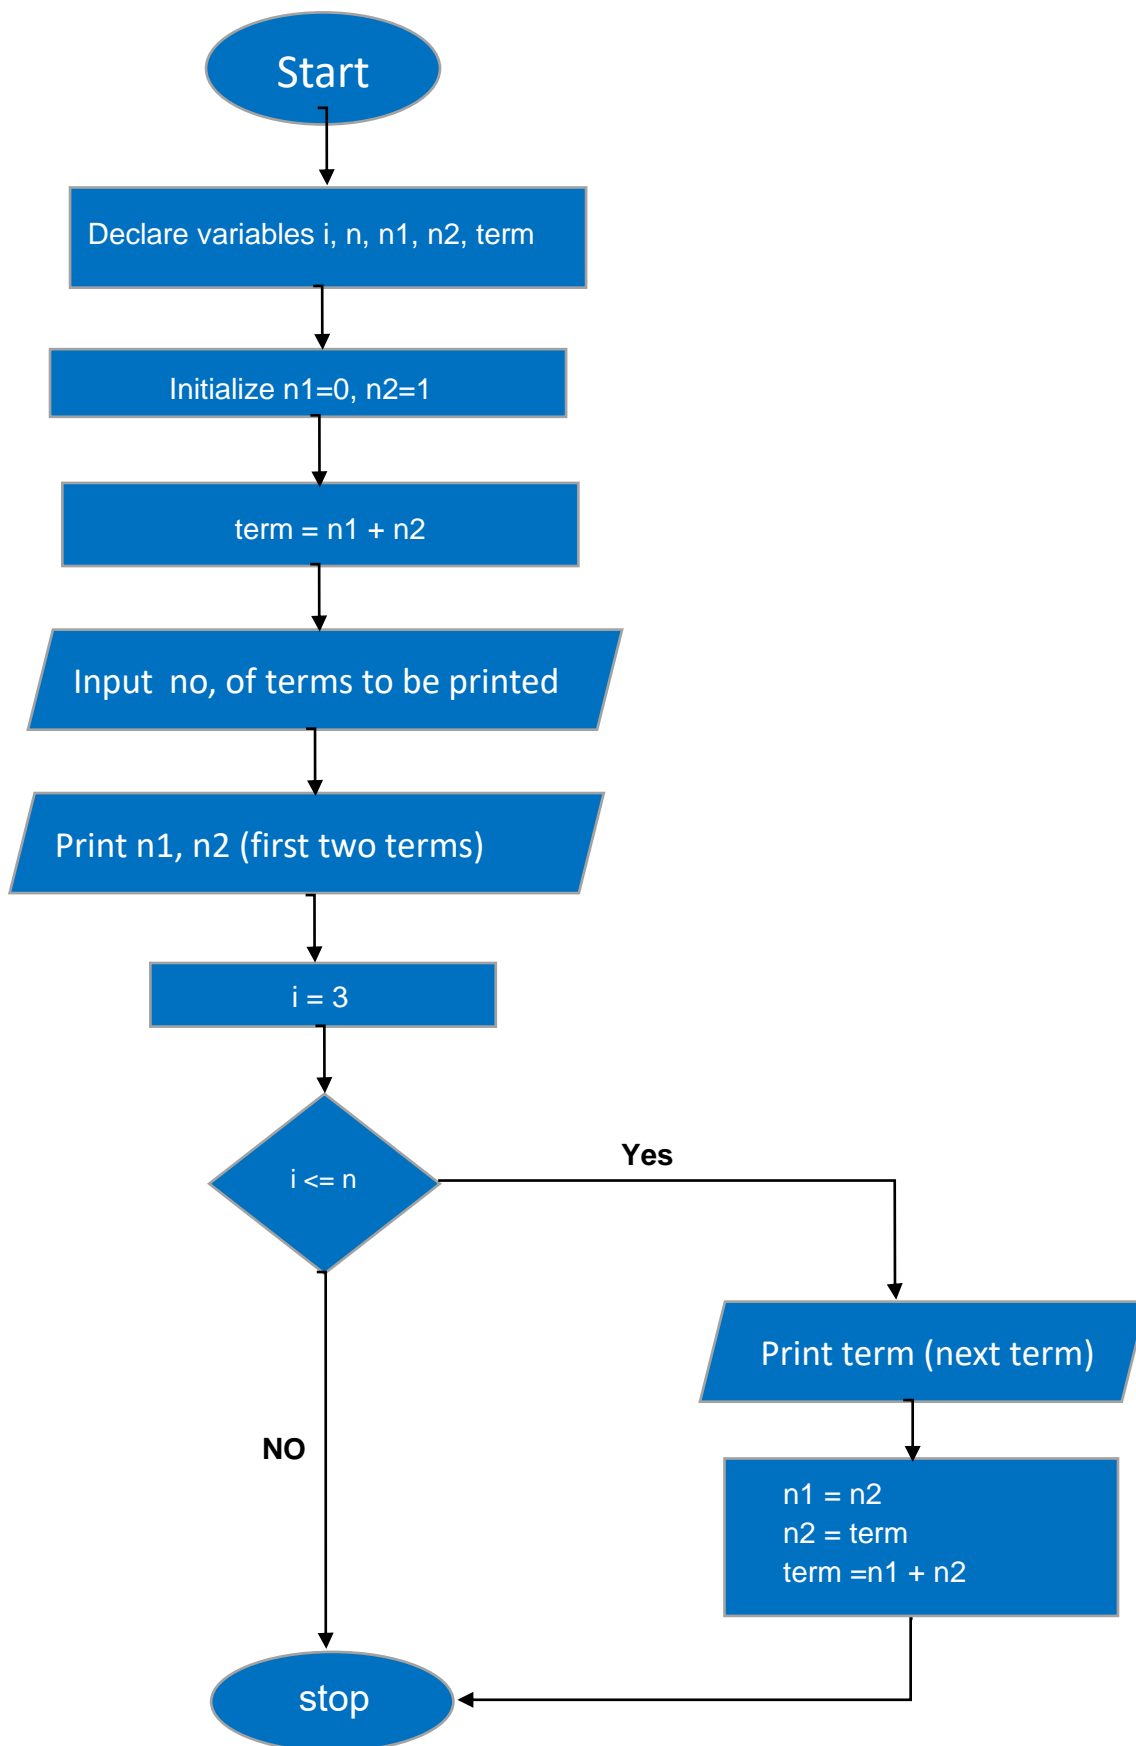 Start
Declare variables i, n, n1, n2, term
Initialize n1=0, n2=1
term = n1 + n2
Input  no, of terms to be printed
Print n1, n2 (first two terms)
i = 3
i <= n
Yes
Print term (next term)
NO
n1 = n2
n2 = term
term =n1 + n2
stop